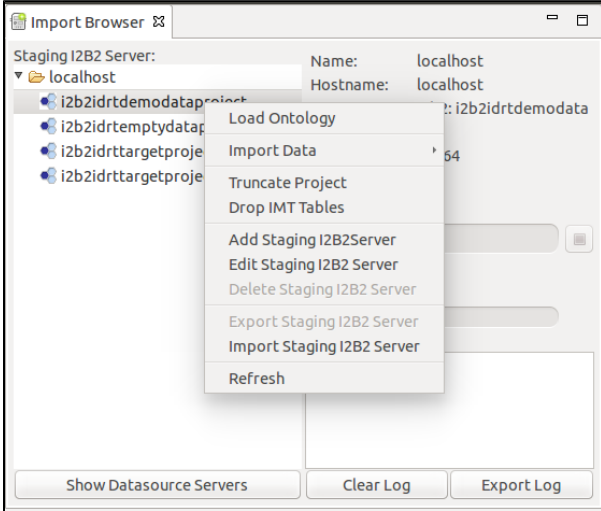 Import Browser
Staging I2B2 Server:
localhost
i2b2idrtdemodataproject
i2b2idrtemptydatap
i2b2idrttargetproje
i2b2idrttargetproje
Name: localhost
Hostname: localhost
: i2b2idrtdemodata
64
Load Ontology
Import Data
Truncate Project
Drop IMT Tables
Add Staging I2B2Server
Edit Staging I2B2 Server
Delete Staging I2B2 Server
Export Staging I2B2 Server
Import Staging I2B2 Server
Refresh
Show Datasource Servers
Clear Log
Export Log